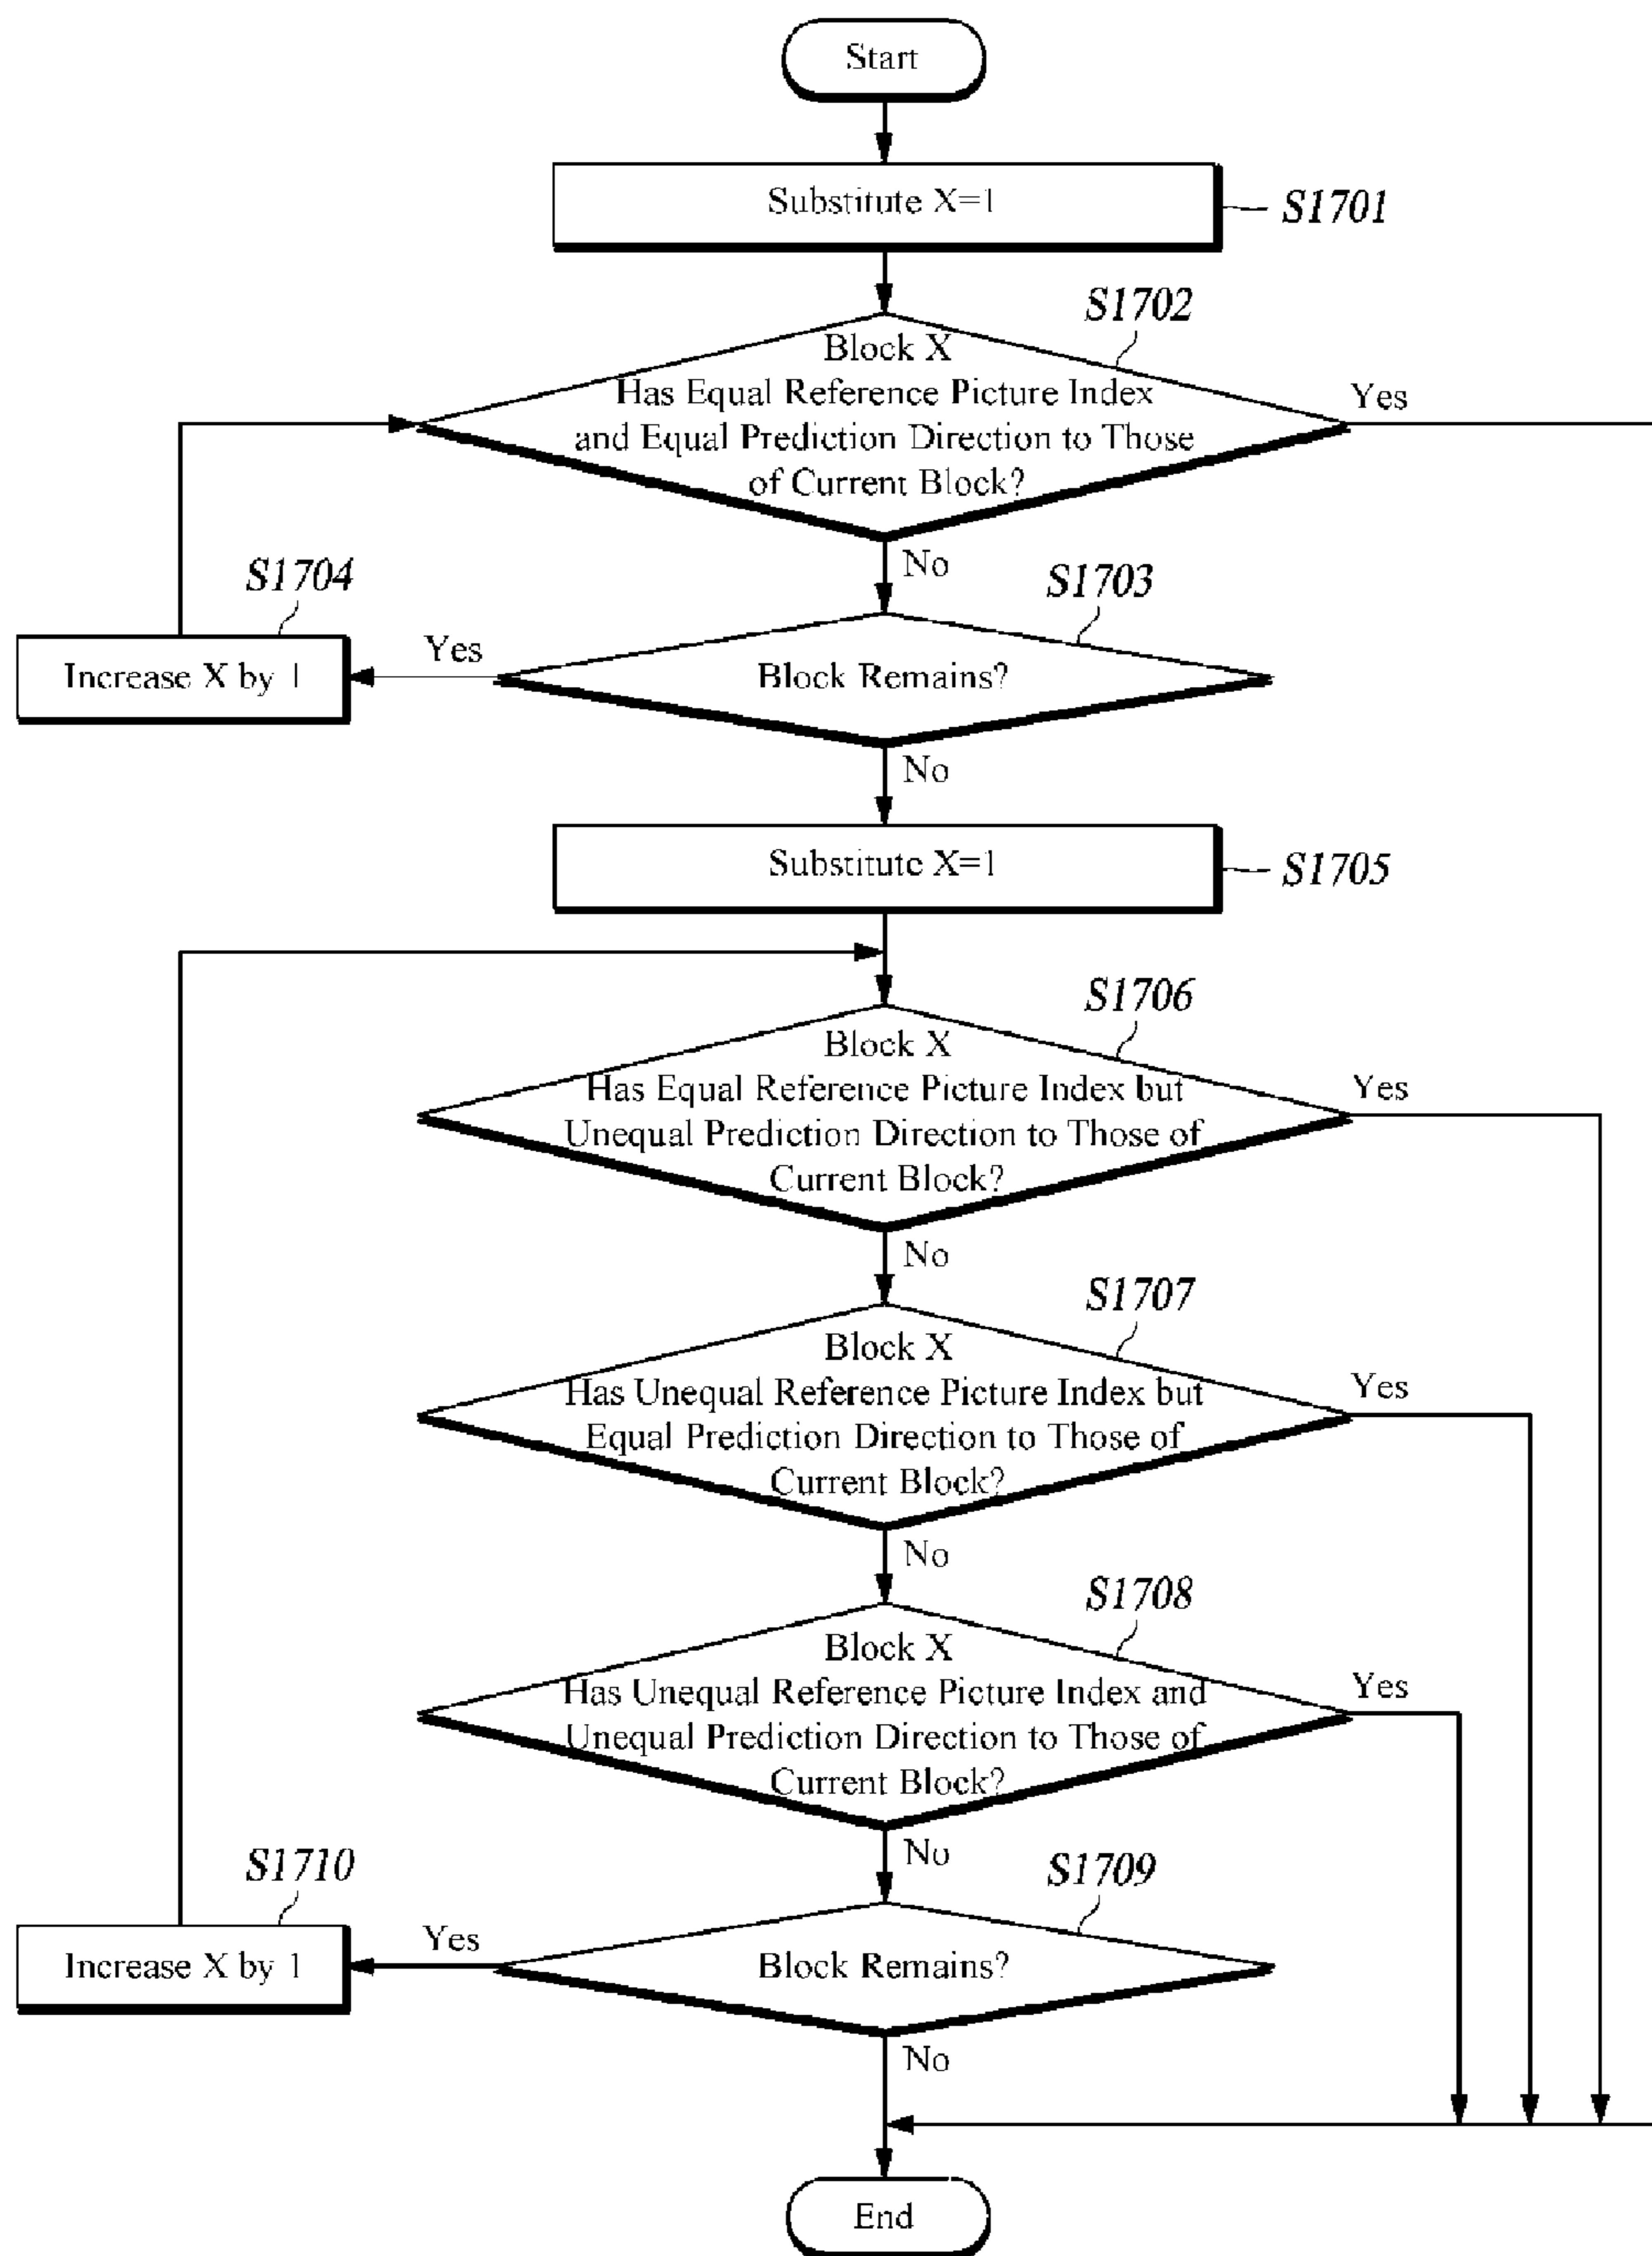 Start
Substitute X=1
S1701
S1702
Block X
Has Equal Reference Picture Index
and Equal Prediction Direction to Those
of Current Block?
Yes
No
S1704
S1703
Increase X by 1
Yes
Block Remains?
No
Substitute X=1
S1705
S1706
Block X
Has Equal Reference Picture Index but
Unequal Prediction Direction to Those of
Current Block?
Yes
No
S1707
Block X
Has Unequal Reference Picture Index but
Equal Prediction Direction to Those of
Current Block?
Yes
No
S1708
Block X
Has Unequal Reference Picture Index and
Unequal Prediction Direction to Those of
Current Block?
Yes
No
S1710
S1709
Increase X by 1
Yes
Block Remains?
No
End